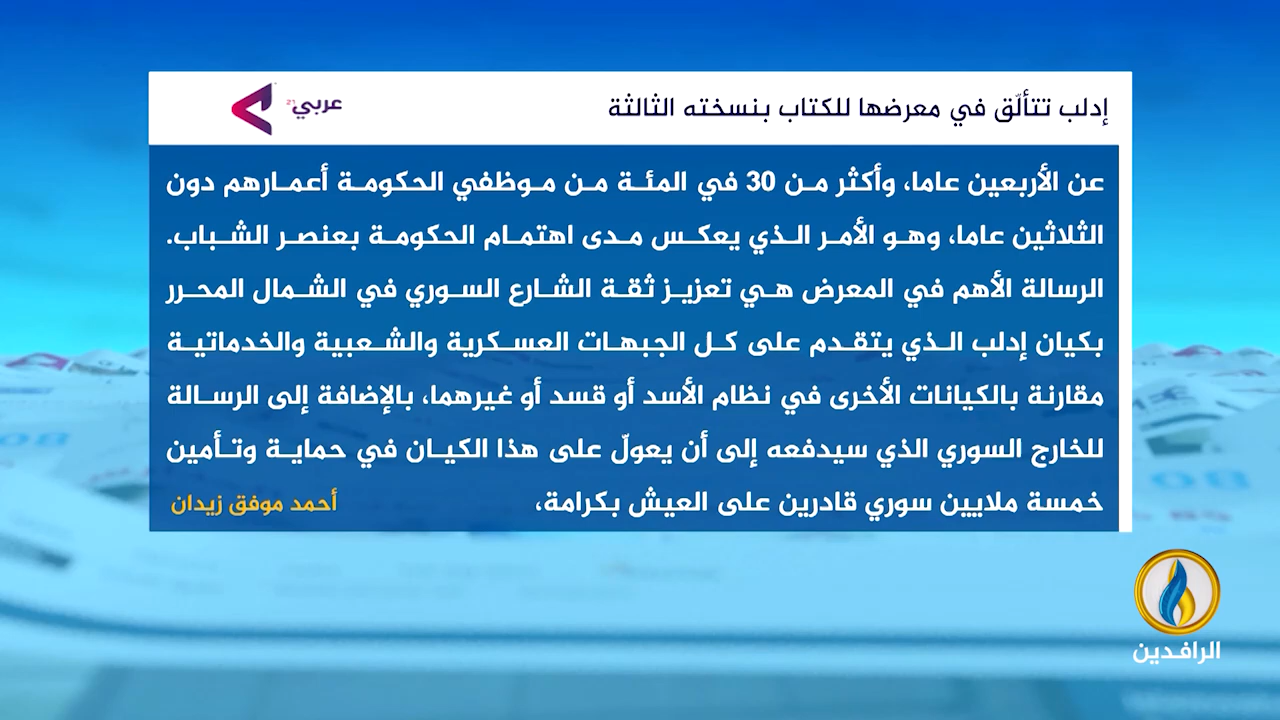 إدلب تتألّق في معرضها للكتاب بنسخته الثالثة
عربي21
عن الأربعين عاما، وأكثر من 30 في المئة من موظفي الحكومة أعمارهم دون
الثلاثين عاما، وهو الأمر الذي يعكس مدى اهتمام الحكومة بعنصر الشباب.
الرسالة الأهم في المعرض هي تعزيز ثقة الشارع السوري في الشمال المحرر
بكيان إدلب الذي يتقدم على كل الجبهات العسكرية والشعبية والخدماتية
مقارنة بالكيانات الأخرى في نظام الأسد أو قسد أو غيرهما، بالإضافة إلى الرسالة
للخارج السوري الذي سيدفعه إلى أن يعولّ على هذا الكيان في حماية وتأمين
خمسة ملايين سوري قادرين على العيش بكرامة،
أحمد موفق زيدان
الرافدين